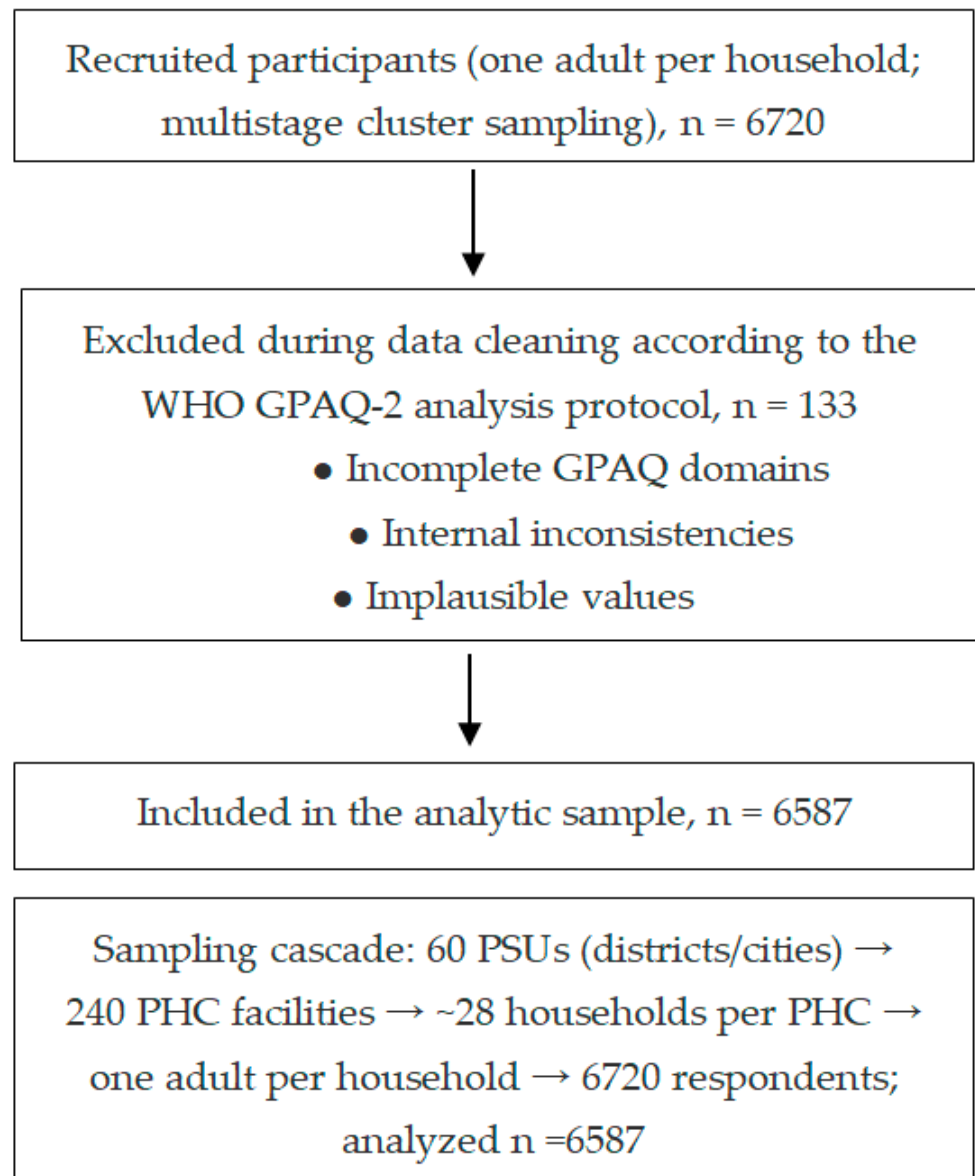 Recruited participants (one adult per household;
multistage cluster sampling), n = 6720
Excluded during data cleaning according to the
WHO GPAQ-2 analysis protocol, n = 133
● Incomplete GPAQ domains
● Internal inconsistencies
● Implausible values
Included in the analytic sample, n = 6587
Sampling cascade: 60 PSUs (districts/cities) →
240 PHC facilities → ~28 households per PHC →
one adult per household → 6720 respondents;
analyzed n =6587